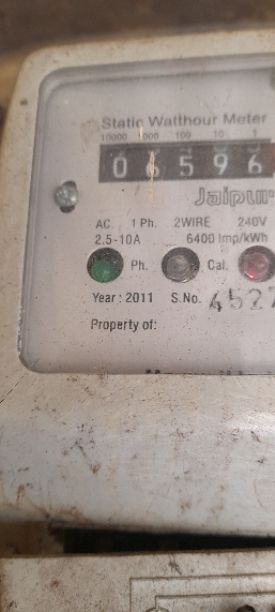 Static Watthour Meter
10000 1000 100 10 1
0 6 5 9 6
Jaipur
AC. 1 Ph. 2WIRE 240V
2.5-10A 6400 Imp/kWh
Ph. Cal.
Year : 2011 S.No. 4527
Property of: